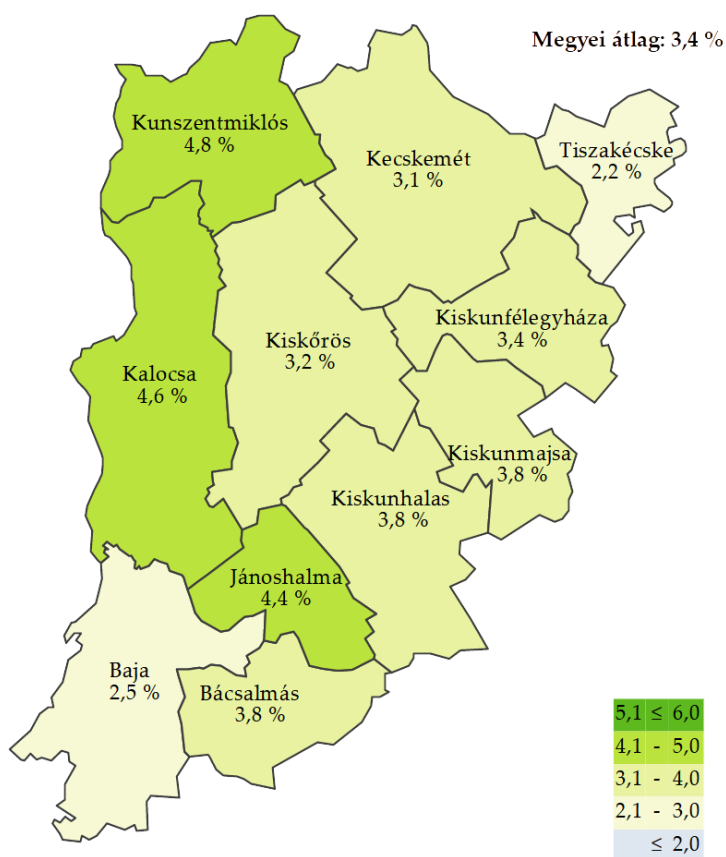 Megyei átlag: 3,4 %
Kunszentmiklós
4,8 %
Kecskemét
3,1 %
Tiszakécske
2,2 %
Kiskunfélegyháza
3,4 %
Kiskőrös
3,2 %
Kalocsa
4,6 %
Kiskunmajsa
3,8 %
Kiskunhalas
3,8 %
Jánoshalma
4,4 %
Baja
2,5 %
Bácsalmás
3,8 %
5,1 ≤ 6,0
4,1 - 5,0
3,1 - 4,0
2,1 - 3,0
≤ 2,0